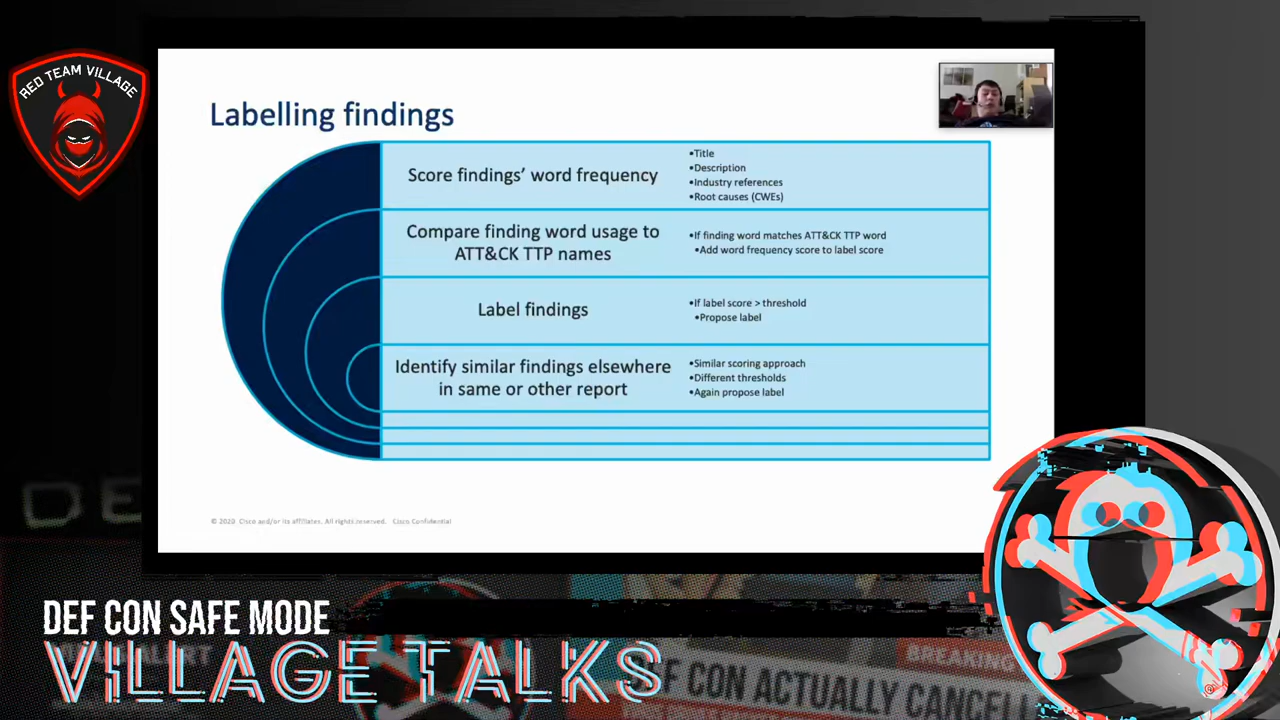 RED TEAM VILLAGE
Labelling findings
Score findings' word frequency
•Title
•Description
•Industry references
•Root causes (CWEs)
Compare finding word usage to
ATT&CK TTP names
•If finding word matches ATT&CK TTP word
•Add word frequency score to label score
Label findings
•If label score > threshold
•Propose label
Identify similar findings elsewhere
in same or other report
•Similar scoring approach
•Different thresholds
•Again propose label
© 2020 Cisco and/or its affiliates. All rights reserved. Cisco Confidential
DEF CON SAFE MODE
VILLAGE TALKS
BREAKING
DEF CON ACTUALLY CANCELL